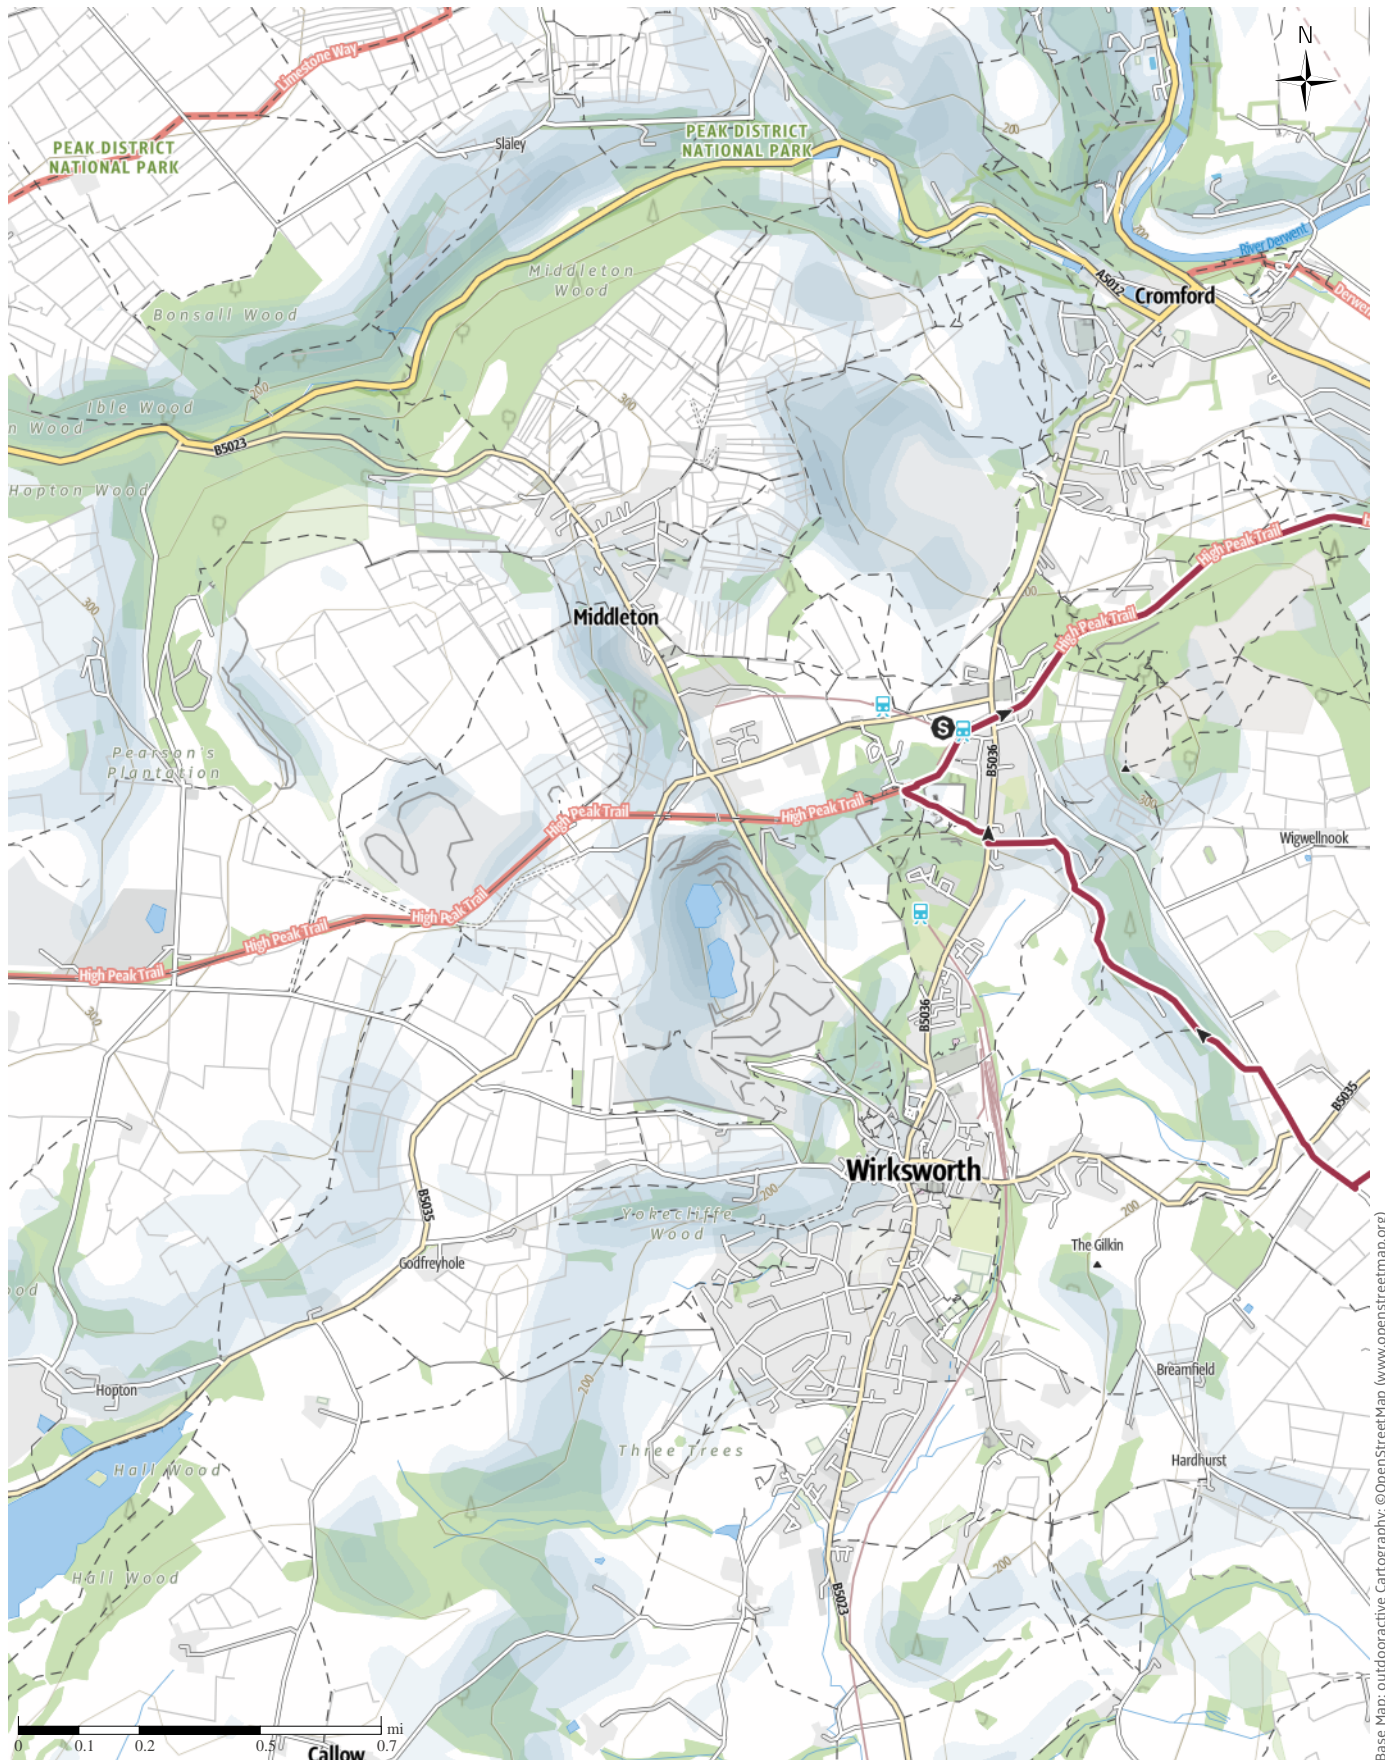 N
Limestone Way
PEAK DISTRICT
NATIONAL PARK
PEAK DISTRICT
NATIONAL PARK
Slaley
200
200
River Derwent
A5012
Cromford
Derwen
Middleton
Wood
Bonsall Wood
200
Ible Wood
n Wood
B5023
300
Hopton Wood
High Peak Trail
H
300
Middleton
00
High Peak Trail
S
B5036
Pearson's
Plantation
300
High Peak Trail
High Peak Trail
Wigwellnook
High Peak Trail
High Peak Trail
High Peak Trail
300
B5036
B5035
Wirksworth
200
B5035
Yokecliffe
Wood
200
The Gilkin
Godfreyhole
ood
Breamfield
Hopton
200
Three Trees
Hall Wood
Hardhurst
200
Hall Wood
B5023
mi
0
0.1
0.2
0.5
0.7
Callow
Base Map: outdooractive Cartography: ©OpenStreetMap (www.openstreetmap.org)